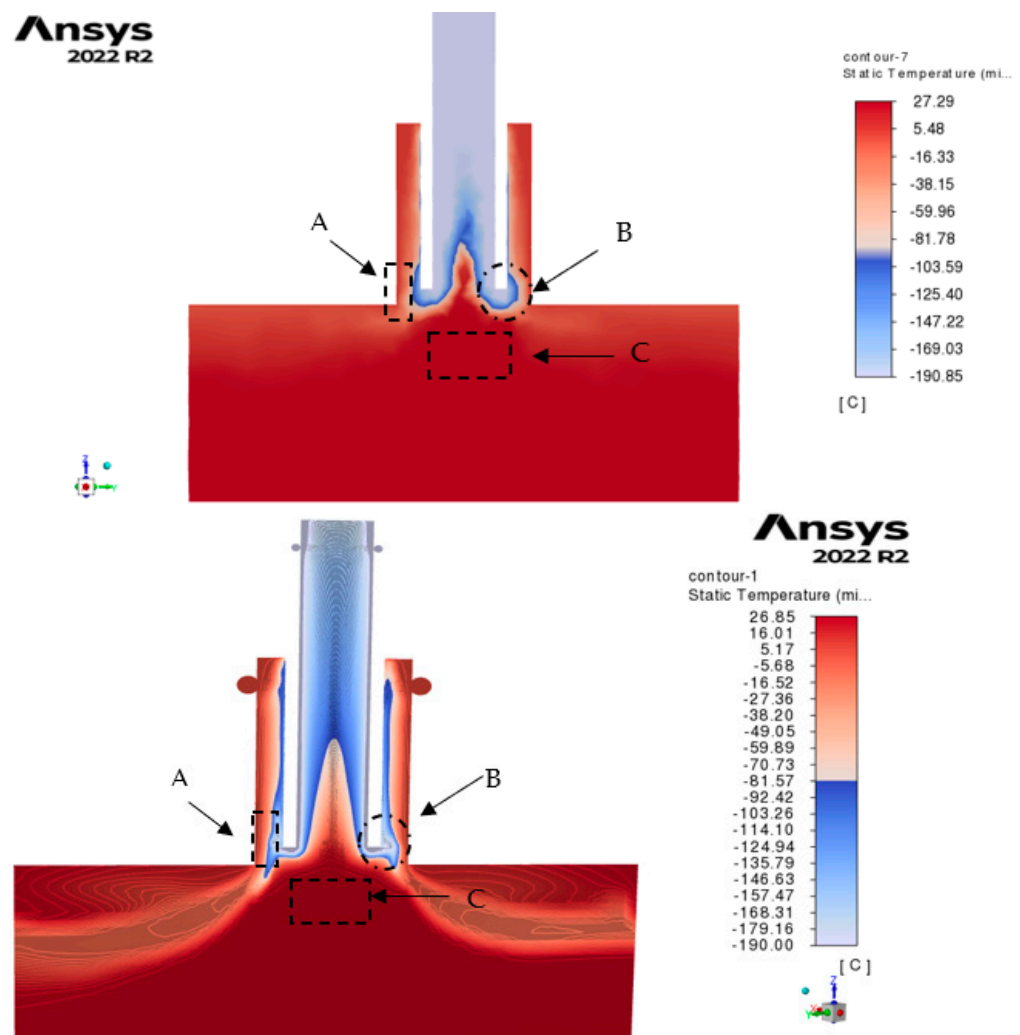 Ansys
2022 R2
contour-7
Static Temperature (mi...
27.29
5.48
-16.33
-38.15
-59.96
-81.78
-103.59
-125.40
-147.22
-169.03
-190.85
[C]
A
B
C
Z
Y
Ansys
2022 R2
contour-1
Static Temperature (mi...
26.85
16.01
5.17
-5.68
-16.52
-27.36
-38.20
-49.05
-59.89
-70.73
-81.57
-92.42
-103.26
-114.10
-124.94
-135.79
-146.63
-157.47
-168.31
-179.16
-190.00
[C]
A
B
C
Z
X
Y